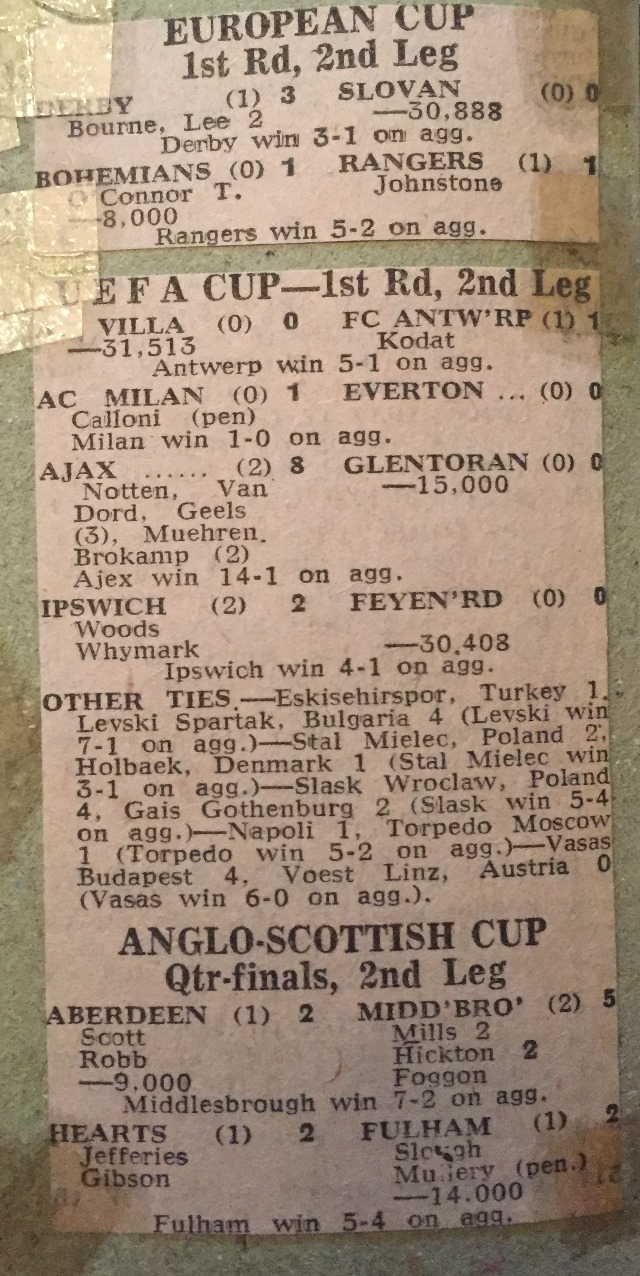 EUROPEAN CUP
1st Rd, 2nd Leg
DERBY (1) 3 SLOVAN (0) 0
Bourne, Lee 2 —30,888
Derby win 3-1 on agg.
BOHEMIANS (0) 1 RANGERS (1) 1
O'Connor T. Johnstone
—8,000
Rangers win 5-2 on agg.
UEFA CUP—1st Rd, 2nd Leg
VILLA (0) 0 FC ANTW'RP (1) 1
—31,513 Kodat
Antwerp win 5-1 on agg.
AC MILAN (0) 1 EVERTON ... (0) 0
Calloni (pen)
Milan win 1-0 on agg.
AJAX ...... (2) 8 GLENTORAN (0) 0
Notten, Van —15,000
Dord, Geels
(3), Muehren.
Brokamp (2)
Ajex win 14-1 on agg.
IPSWICH (2) 2 FEYEN'RD (0) 0
Woods
Whymark —30,408
Ipswich win 4-1 on agg.
OTHER TIES.—Eskisehirspor, Turkey 1.
Levski Spartak, Bulgaria 4 (Levski win
7-1 on agg.)—Stal Mielec, Poland 2,
Holbaek, Denmark 1 (Stal Mielec win
3-1 on agg.)—Slask Wroclaw, Poland
4, Gais Gothenburg 2 (Slask win 5-4
on agg.)—Napoli 1, Torpedo Moscow
1 (Torpedo win 5-2 on agg.)—Vasas
Budapest 4, Voest Linz, Austria 0
(Vasas win 6-0 on agg.).
ANGLO-SCOTTISH CUP
Qtr-finals, 2nd Leg
ABERDEEN (1) 2 MIDD'BRO' (2) 5
Scott Mills 2
Robb Hickton 2
—9,000 Foggon
Middlesbrough win 7-2 on agg.
HEARTS (1) 2 FULHAM (1) 2
Jefferies Slough
Gibson Mullery (pen.)
—14.000
Fulham win 5-4 on agg.